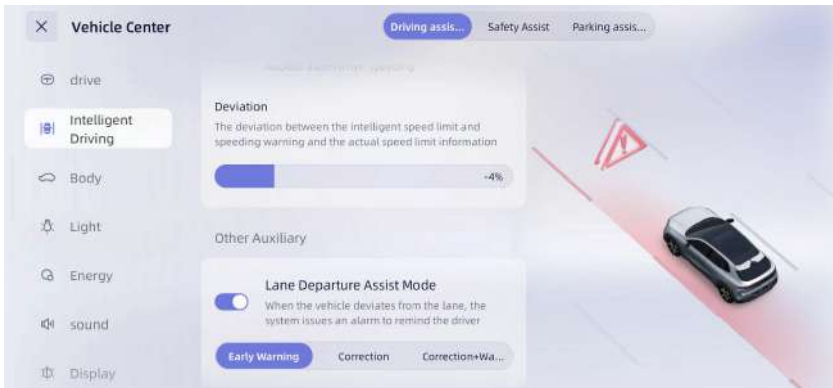 Vehicle Center
Driving assis...
Safety Assist
Parking assis...
drive
Intelligent
Driving
Body
Light
Energy
sound
Display
Deviation
The deviation between the intelligent speed limit and
speeding warning and the actual speed limit information
-4%
Other Auxiliary
Lane Departure Assist Mode
When the vehicle deviates from the lane, the
system issues an alarm to remind the driver
Early Warning
Correction
Correction+Wa...